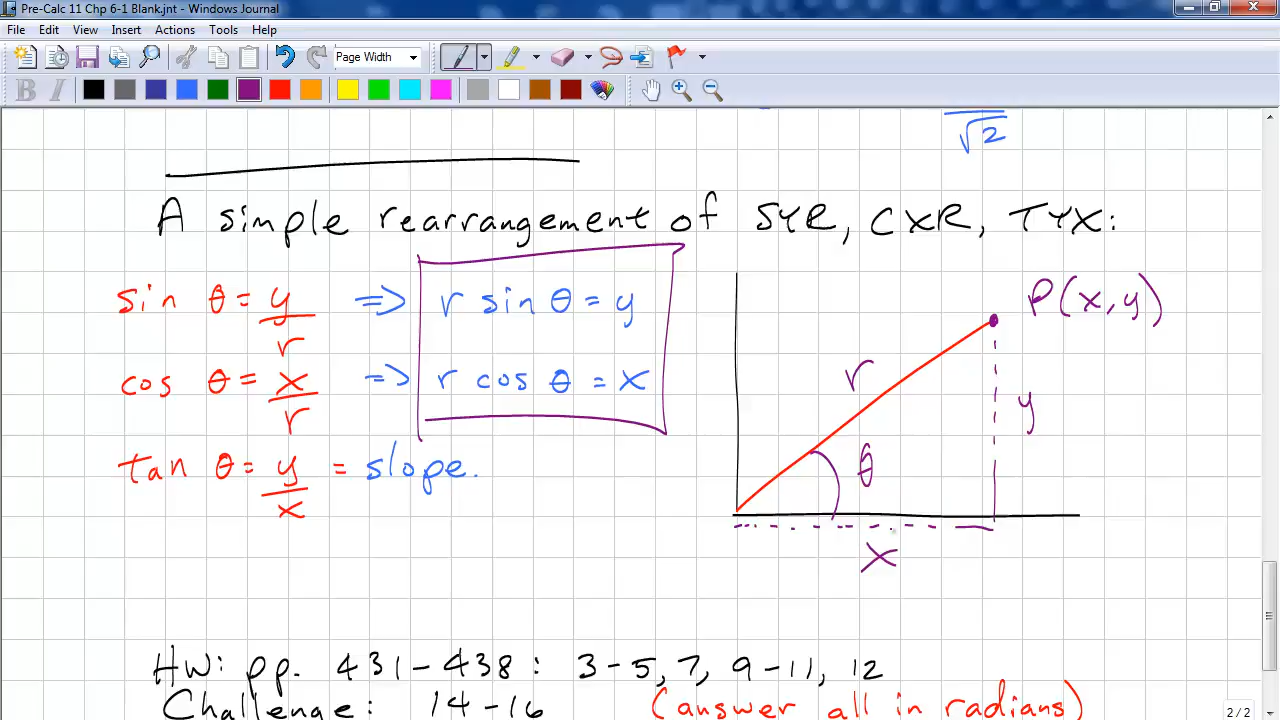 Pre-Calc 11 Chp 6-1 Blank.jnt - Windows Journal
File Edit View Insert Actions Tools Help
Page Width
B I
√2
A simple rearrangement of SYR, CXR, TYX:
sin θ = y/r => r sin θ = y
cos θ = x/r => r cos θ = x
tan θ = y/x = slope.
P(x,y)
r
y
θ
x
HW: pp. 431-438: 3-5, 7, 9-11, 12
Challenge: 14-16 (answer all in radians)
2/2